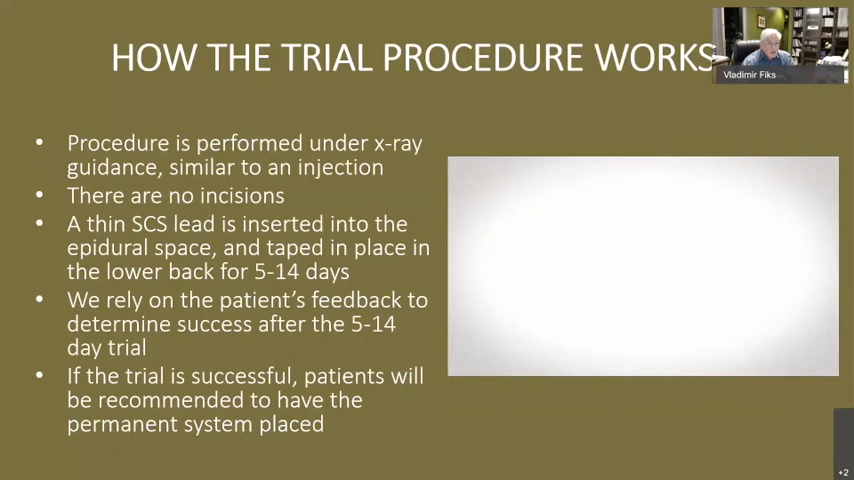 HOW THE TRIAL PROCEDURE WORKS
Vladimir Fiks
• Procedure is performed under x-ray
guidance, similar to an injection
• There are no incisions
• A thin SCS lead is inserted into the
epidural space, and taped in place in
the lower back for 5-14 days
• We rely on the patient's feedback to
determine success after the 5-14
day trial
• If the trial is successful, patients will
be recommended to have the
permanent system placed
+2